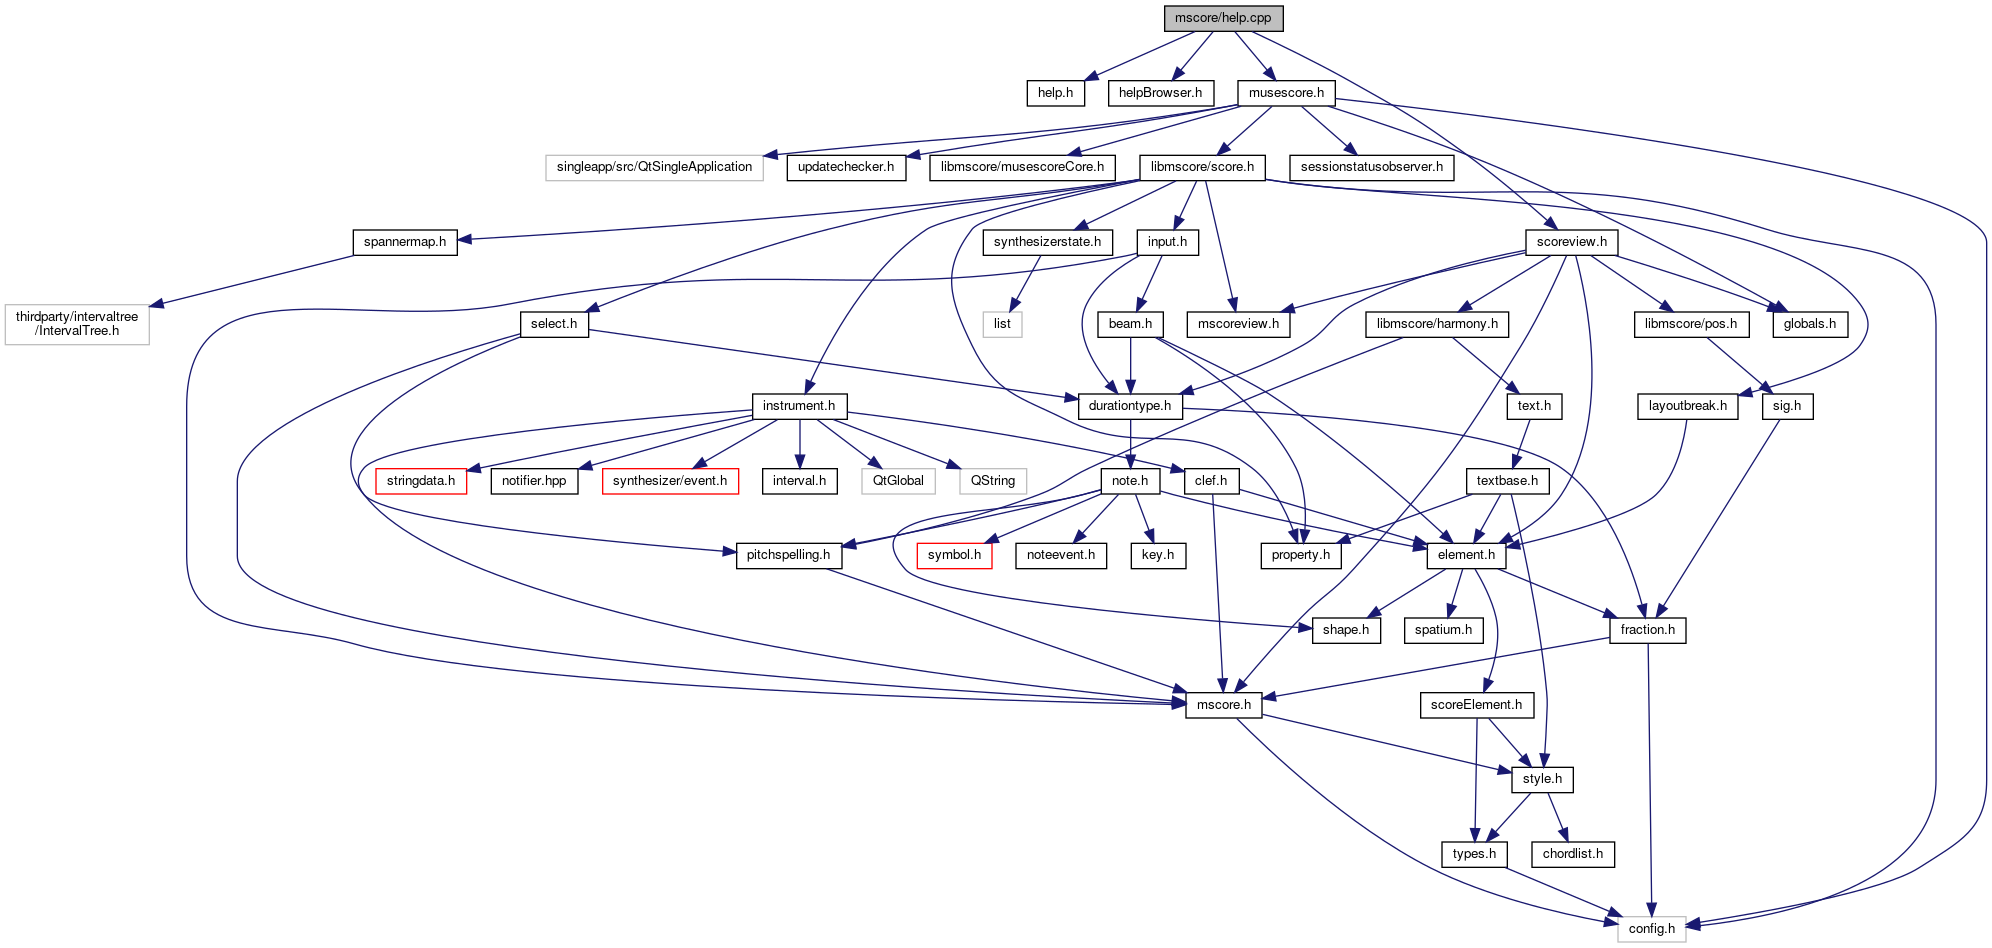 mscore/help.cpp
help.h
helpBrowser.h
musescore.h
singleapp/src/QtSingleApplication
updatechecker.h
libmscore/musescoreCore.h
libmscore/score.h
sessionstatusobserver.h
spannermap.h
synthesizerstate.h
input.h
scoreview.h
thirdparty/intervaltree
/IntervalTree.h
select.h
list
beam.h
mscoreview.h
libmscore/harmony.h
libmscore/pos.h
globals.h
instrument.h
durationtype.h
text.h
layoutbreak.h
sig.h
stringdata.h
notifier.hpp
synthesizer/event.h
interval.h
QtGlobal
QString
clef.h
note.h
textbase.h
pitchspelling.h
symbol.h
noteevent.h
key.h
property.h
element.h
shape.h
spatium.h
fraction.h
mscore.h
scoreElement.h
style.h
types.h
chordlist.h
config.h